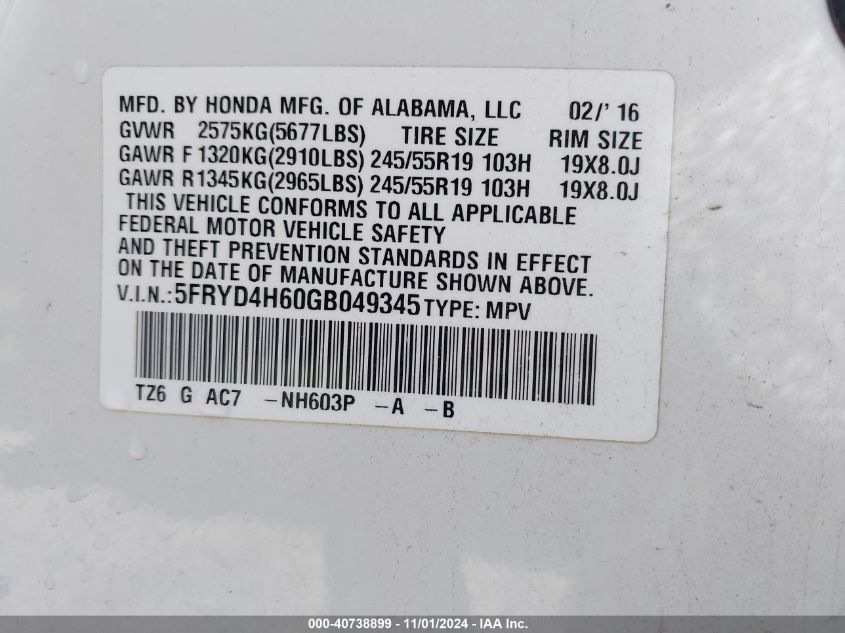 MFD. BY HONDA MFG. OF ALABAMA, LLC 02/' 16
GVWR 2575KG(5677LBS) TIRE SIZE RIM SIZE
GAWR F 1320KG(2910LBS) 245/55R19 103H 19X8.0J
GAWR R1345KG(2965LBS) 245/55R19 103H 19X8.0J
THIS VEHICLE CONFORMS TO ALL APPLICABLE
FEDERAL MOTOR VEHICLE SAFETY
AND THEFT PREVENTION STANDARDS IN EFFECT
ON THE DATE OF MANUFACTURE SHOWN ABOVE.
V.I.N.:5FRYD4H60GB049345 TYPE: MPV
TZ6 G AC7 -NH603P -A -B
000-40738899 - 11/01/2024 - IAA Inc.